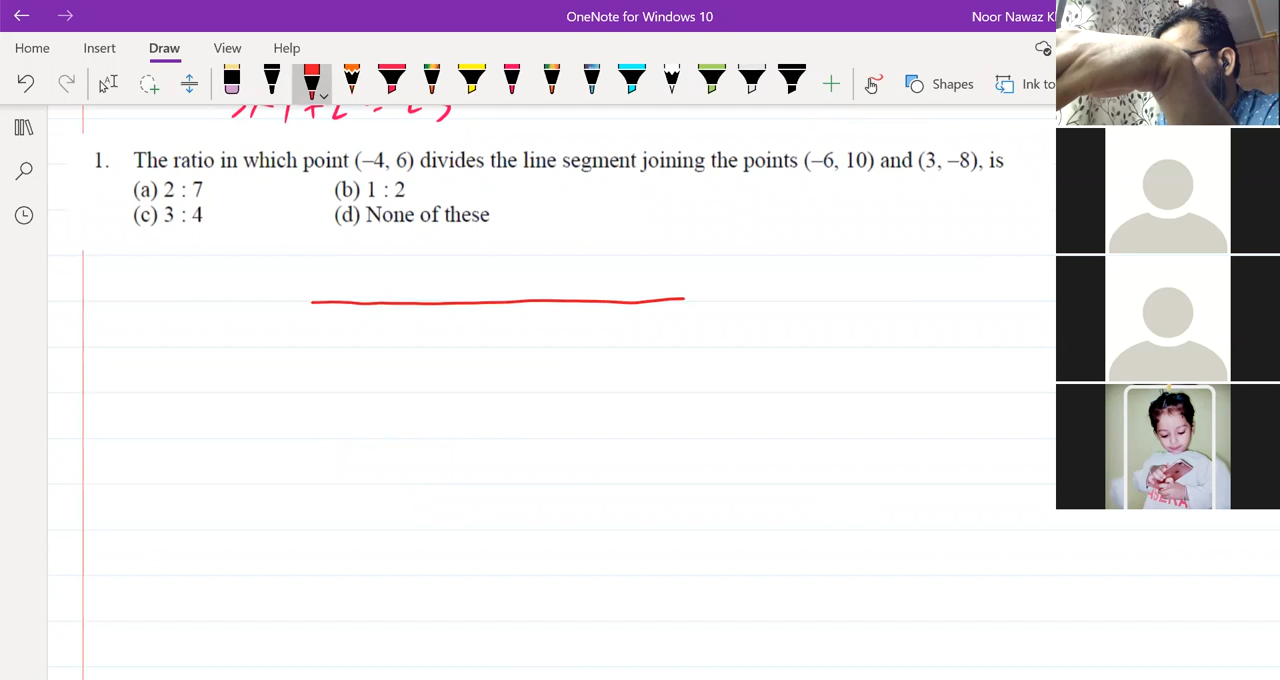 OneNote for Windows 10
Noor Nawaz
Home Insert Draw View Help
Shapes
Ink to
1. The ratio in which point (–4, 6) divides the line segment joining the points (–6, 10) and (3, –8), is
(a) 2 : 7 (b) 1 : 2
(c) 3 : 4 (d) None of these